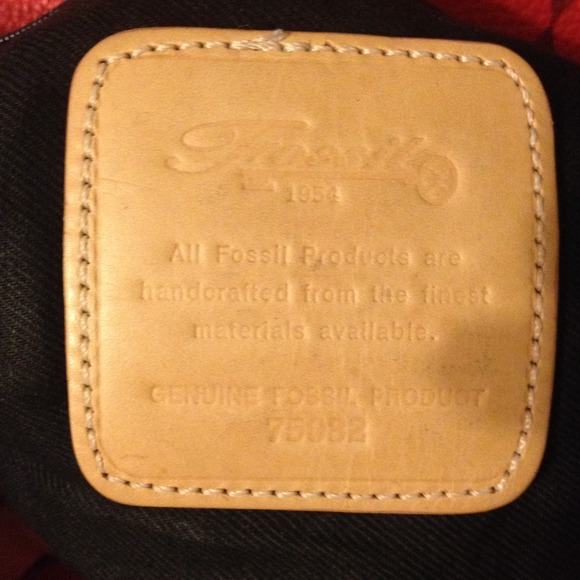 Fossil
1954
All Fossil Products are
handcrafted from the finest
materials available.
GENUINE FOSSIL PRODUCT
75082